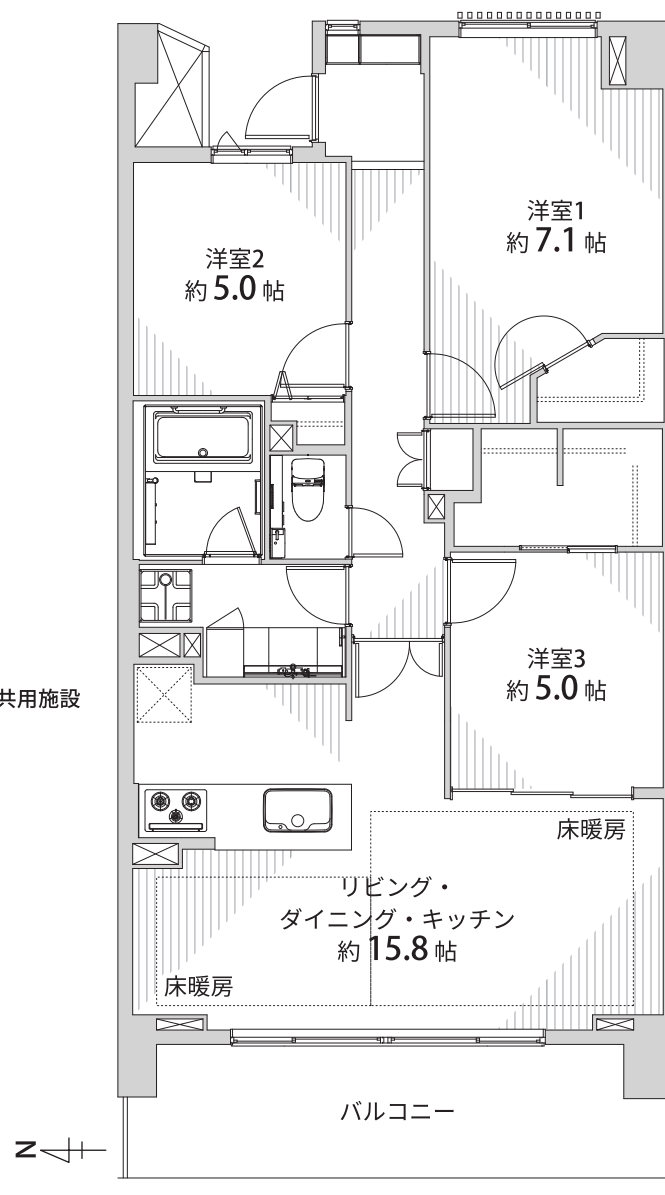 洋室1
約 7.1 帖
洋室2
約 5.0 帖
洋室3
約 5.0 帖
共用施設
床暖房
リビング・
ダイニング・キッチン
約 15.8 帖
床暖房
バルコニー
N